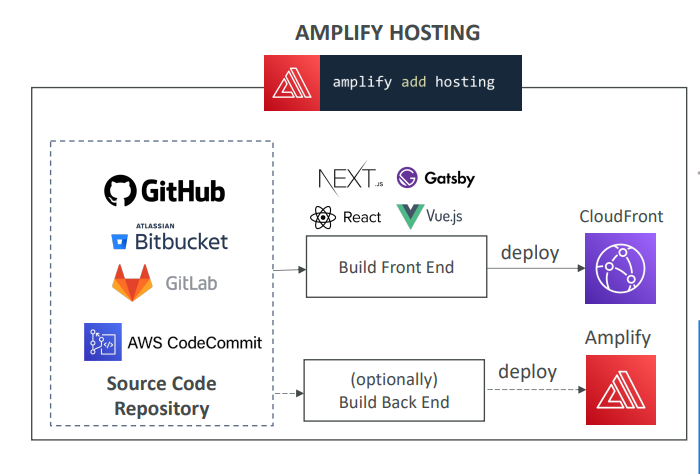 AMPLIFY HOSTING
amplify add hosting
GitHub
ATLASSIAN
Bitbucket
GitLab
AWS CodeCommit
Source Code
Repository
NEXT.JS
Gatsby
React
Vue.js
Build Front End
deploy
CloudFront
(optionally)
Build Back End
deploy
Amplify